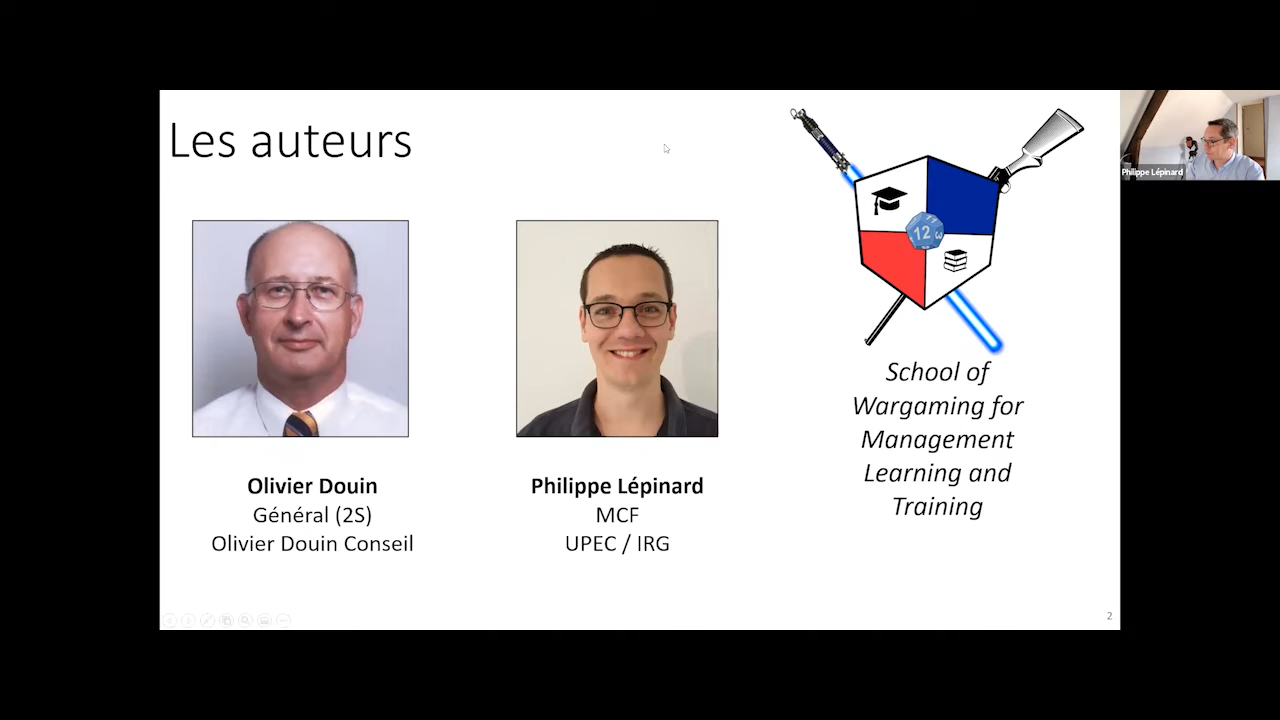 Les auteurs
Philippe Lépinard
12
Olivier Douin
Général (2S)
Olivier Douin Conseil
Philippe Lépinard
MCF
UPEC / IRG
School of
Wargaming for
Management
Learning and
Training
2